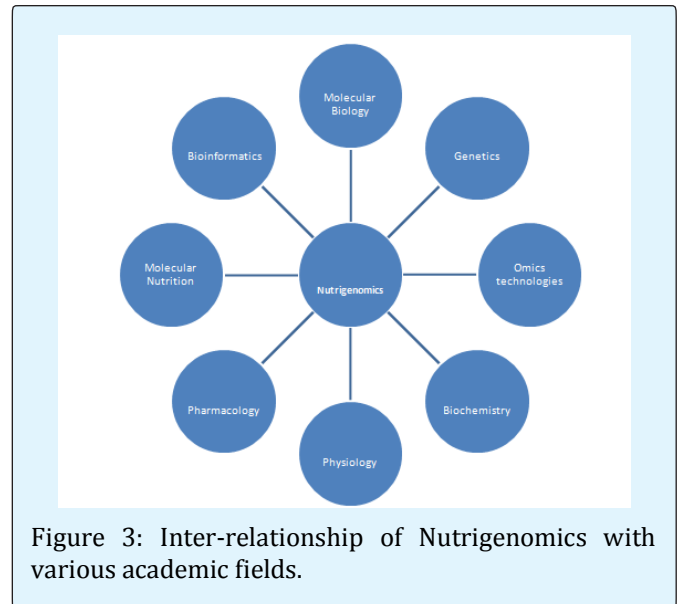 Molecular
Biology
Bioinformatics
Genetics
Molecular
Nutrition
Nutrigenomics
Omics
technologies
Pharmacology
Biochemistry
Physiology
Figure 3: Inter-relationship of Nutrigenomics with
various academic fields.